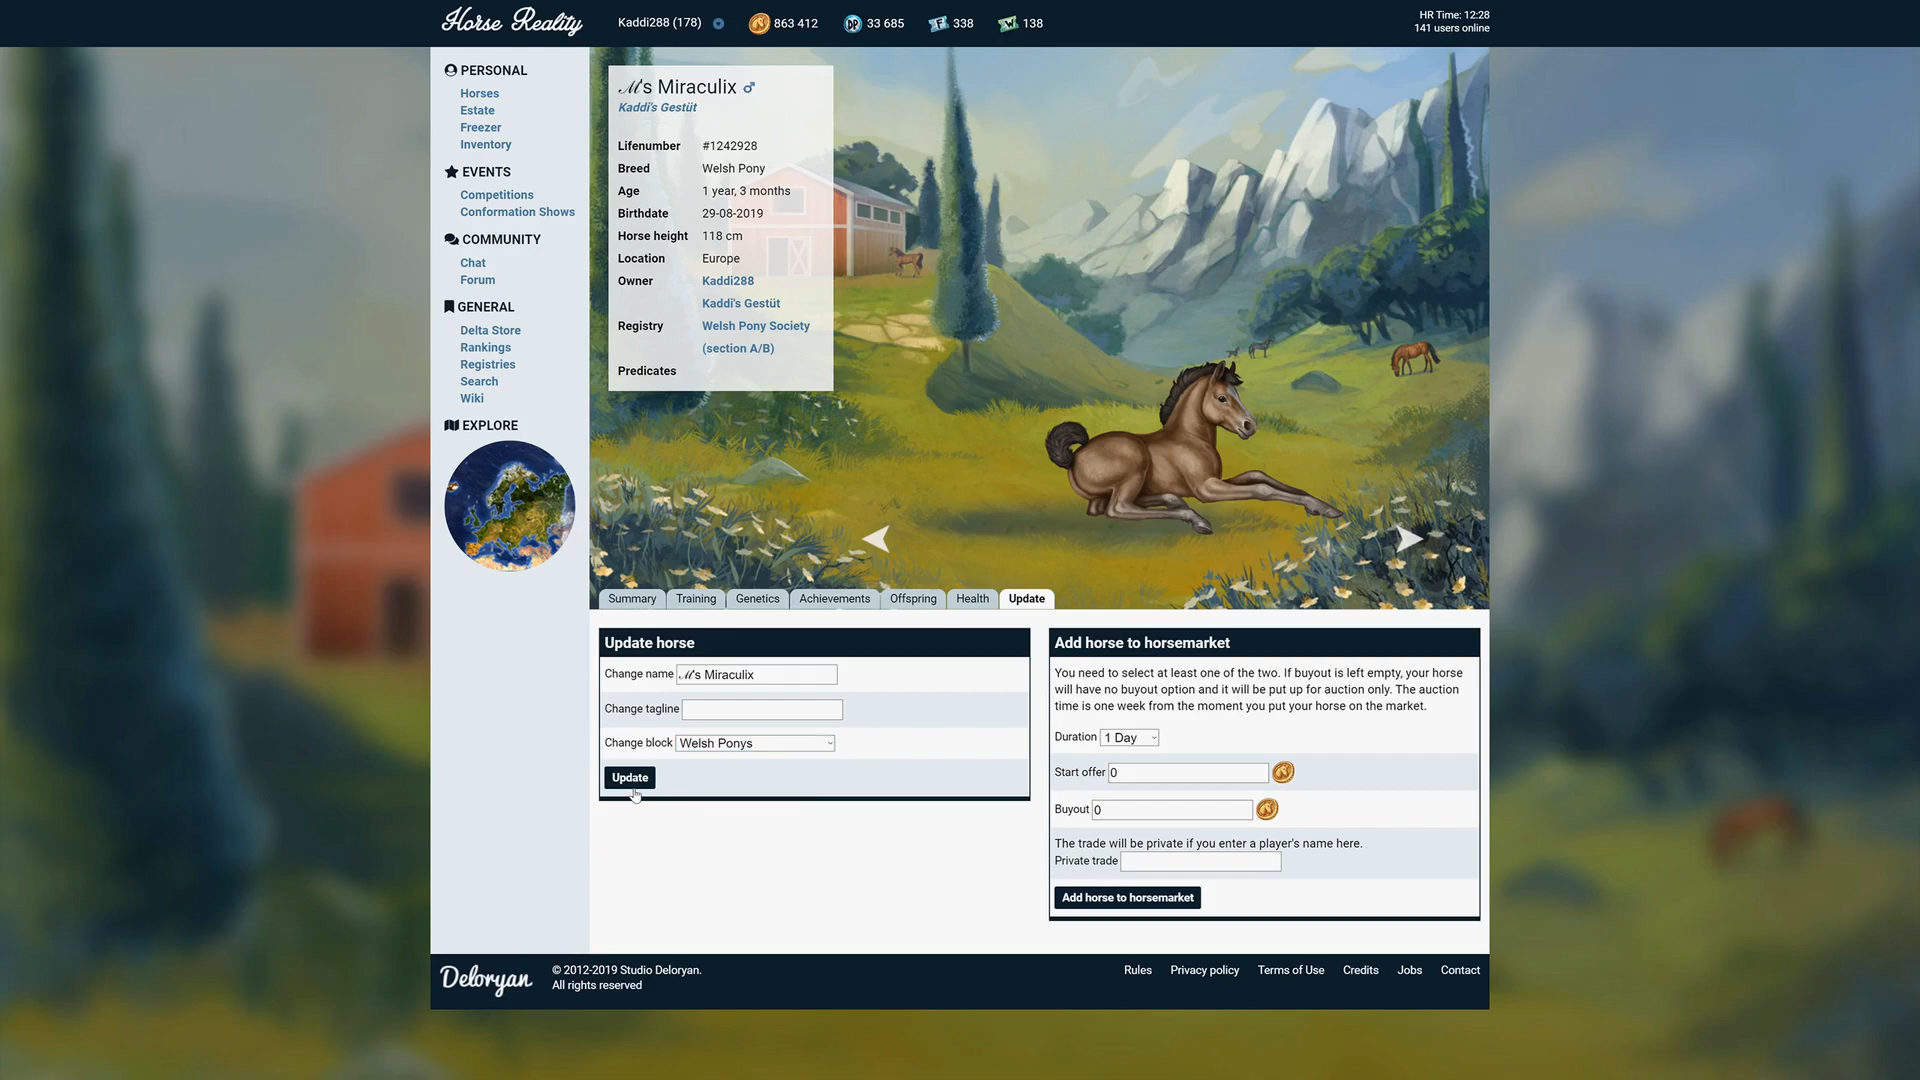 Horse Reality
Kaddi288 (178)
863 412
DP
33 685
F
338
W
138
HR Time: 12:28
141 users online
PERSONAL
Horses
Estate
Freezer
Inventory
EVENTS
Competitions
Conformation Shows
COMMUNITY
Chat
Forum
GENERAL
Delta Store
Rankings
Registries
Search
Wiki
EXPLORE
ℳ's Miraculix ♂
Kaddi's Gestüt
Lifenumber #1242928
Breed Welsh Pony
Age 1 year, 3 months
Birthdate 29-08-2019
Horse height 118 cm
Location Europe
Owner Kaddi288
Kaddi's Gestüt
Registry Welsh Pony Society
(section A/B)
Predicates
Summary Training Genetics Achievements Offspring Health Update
Update horse
Change name ℳ's Miraculix
Change tagline
Change block Welsh Ponys
Update
Add horse to horsemarket
You need to select at least one of the two. If buyout is left empty, your horse
will have no buyout option and it will be put up for auction only. The auction
time is one week from the moment you put your horse on the market.
Duration 1 Day
Start offer 0
Buyout 0
The trade will be private if you enter a player's name here.
Private trade
Add horse to horsemarket
Deloryan
© 2012-2019 Studio Deloryan.
All rights reserved
Rules Privacy policy Terms of Use Credits Jobs Contact